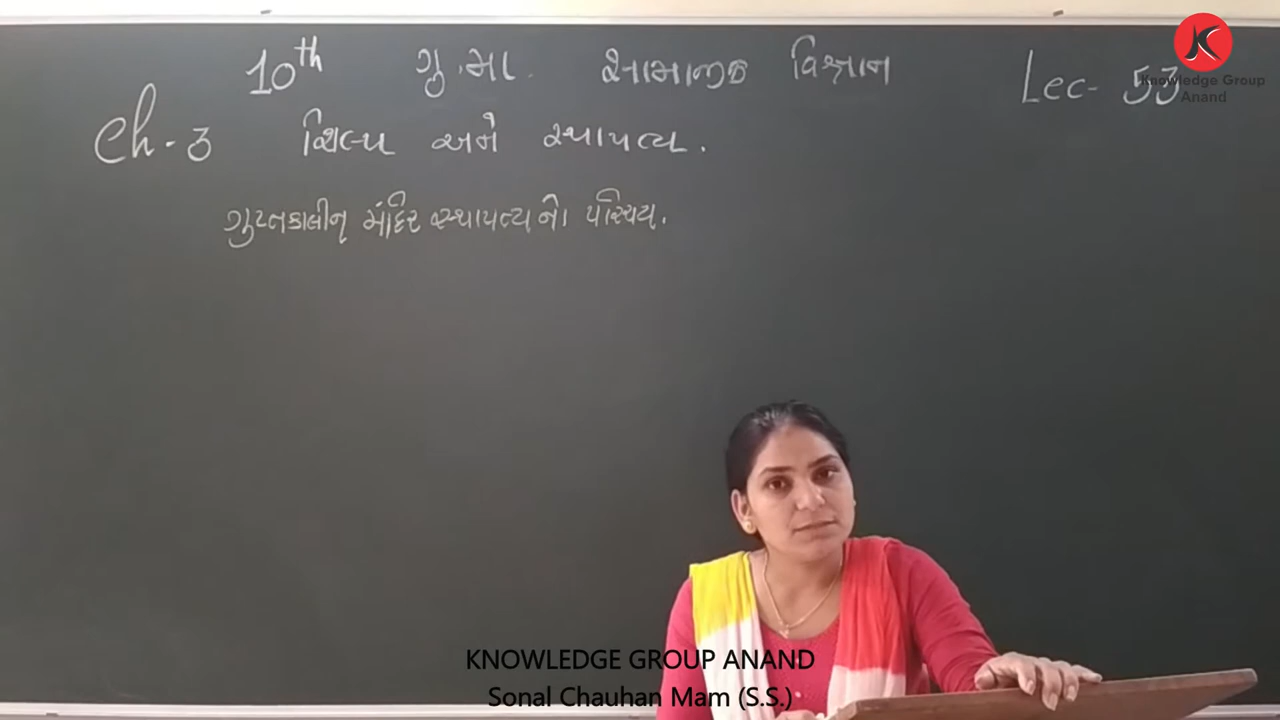 10th ગુ.મા. સામાજીક વિજ્ઞાન Lec- 53
Knowledge Group
Anand
Ch-3 શિલ્પ અને સ્થાપત્ય.
ગુપ્તકાલીન મંદિર સ્થાપત્યનો પરિચય.
KNOWLEDGE GROUP ANAND
Sonal Chauhan Mam (S.S.)